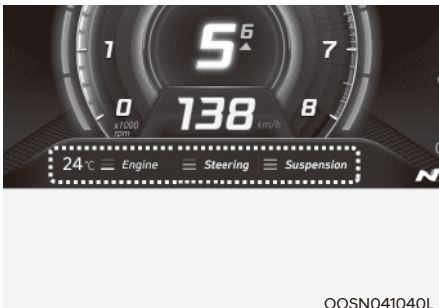 5 6
1 7
0 138 8
x1000 rpm km/h
24 ℃ Engine Steering Suspension
N
OOSN041040L